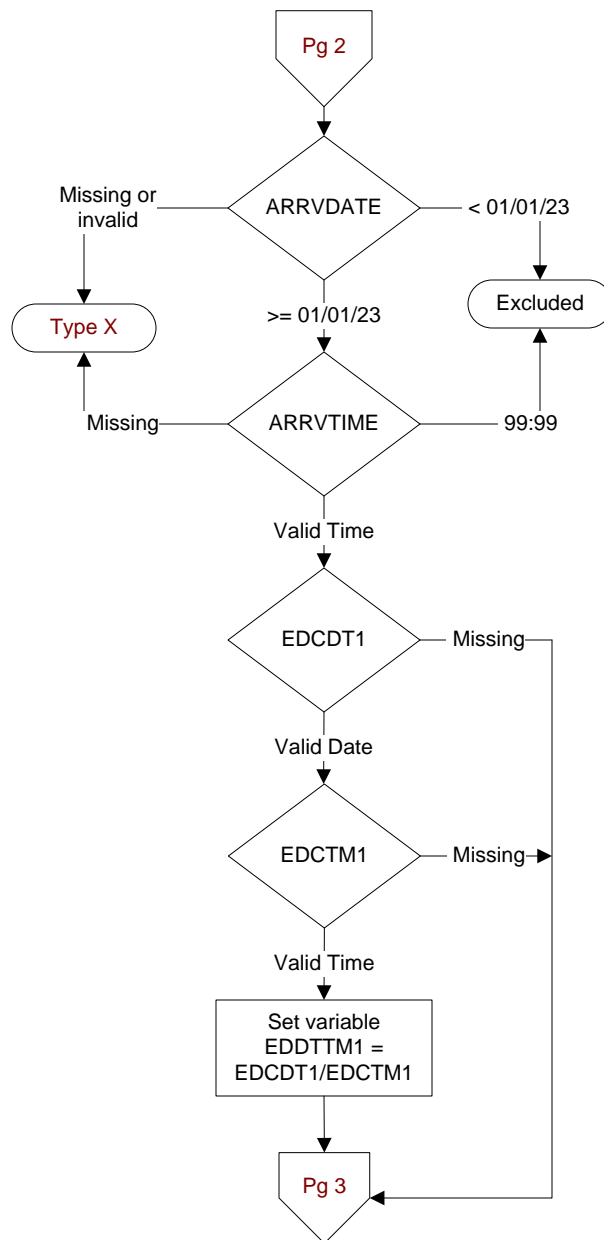 Pg 2
Missing or
invalid
ARRVDATE
< 01/01/23
Type X
>= 01/01/23
Excluded
Missing
ARRVTIME
99:99
Valid Time
EDCDT1
Missing
Valid Date
EDCTM1
Missing
Valid Time
Set variable
EDDTTM1 =
EDCDT1/EDCTM1
Pg 3